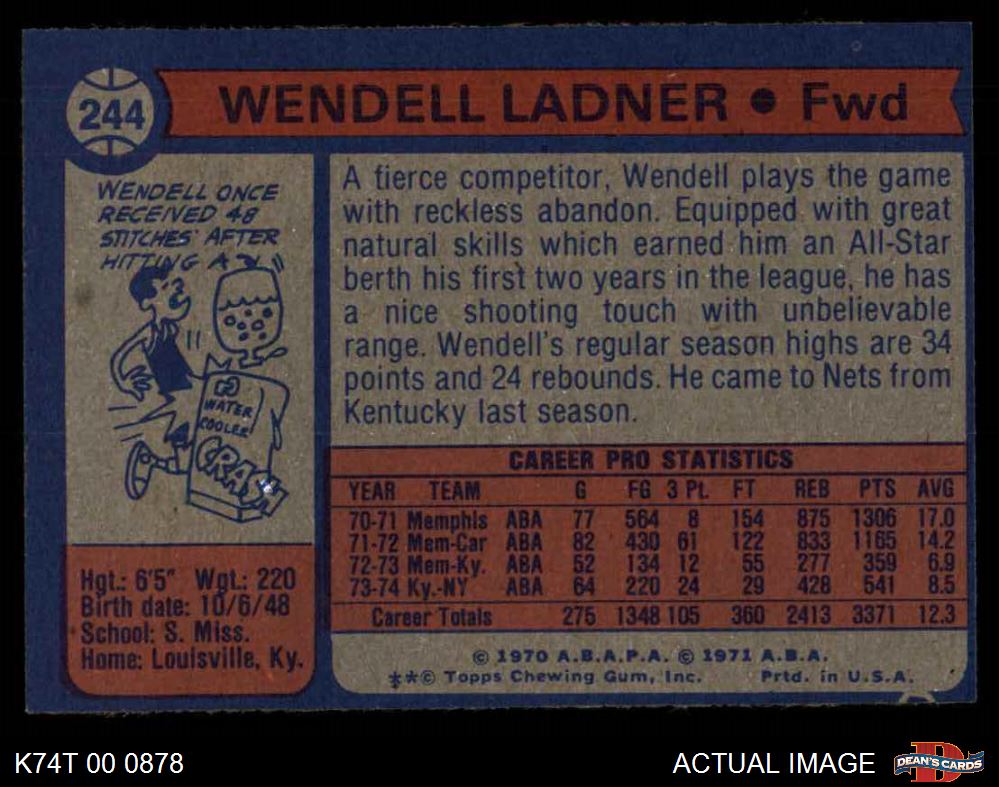 244
WENDELL LADNER • Fwd
WENDELL ONCE
RECEIVED 48
STITCHES AFTER
HITTING A
WATER
COOLER
CRASH
A fierce competitor, Wendell plays the game
with reckless abandon. Equipped with great
natural skills which earned him an All-Star
berth his first two years in the league, he has
a nice shooting touch with unbelievable
range. Wendell's regular season highs are 34
points and 24 rebounds. He came to Nets from
Kentucky last season.
CAREER PRO STATISTICS
YEAR TEAM G FG 3 Pt. FT REB PTS AVG
70-71 Memphis ABA 77 564 8 154 875 1306 17.0
71-72 Mem-Car ABA 82 430 61 122 833 1165 14.2
72-73 Mem-Ky. ABA 52 134 12 55 277 359 6.9
73-74 Ky.-NY ABA 64 220 24 29 428 541 8.5
Career Totals 275 1348 105 360 2413 3371 12.3
Hgt.: 6'5" Wgt.: 220
Birth date: 10/6/48
School: S. Miss.
Home: Louisville, Ky.
© 1970 A.B.A.P.A. © 1971 A.B.A.
**© Topps Chewing Gum, Inc. Prtd. in U.S.A.
K74T 00 0878
ACTUAL IMAGE
DEAN'S CARDS